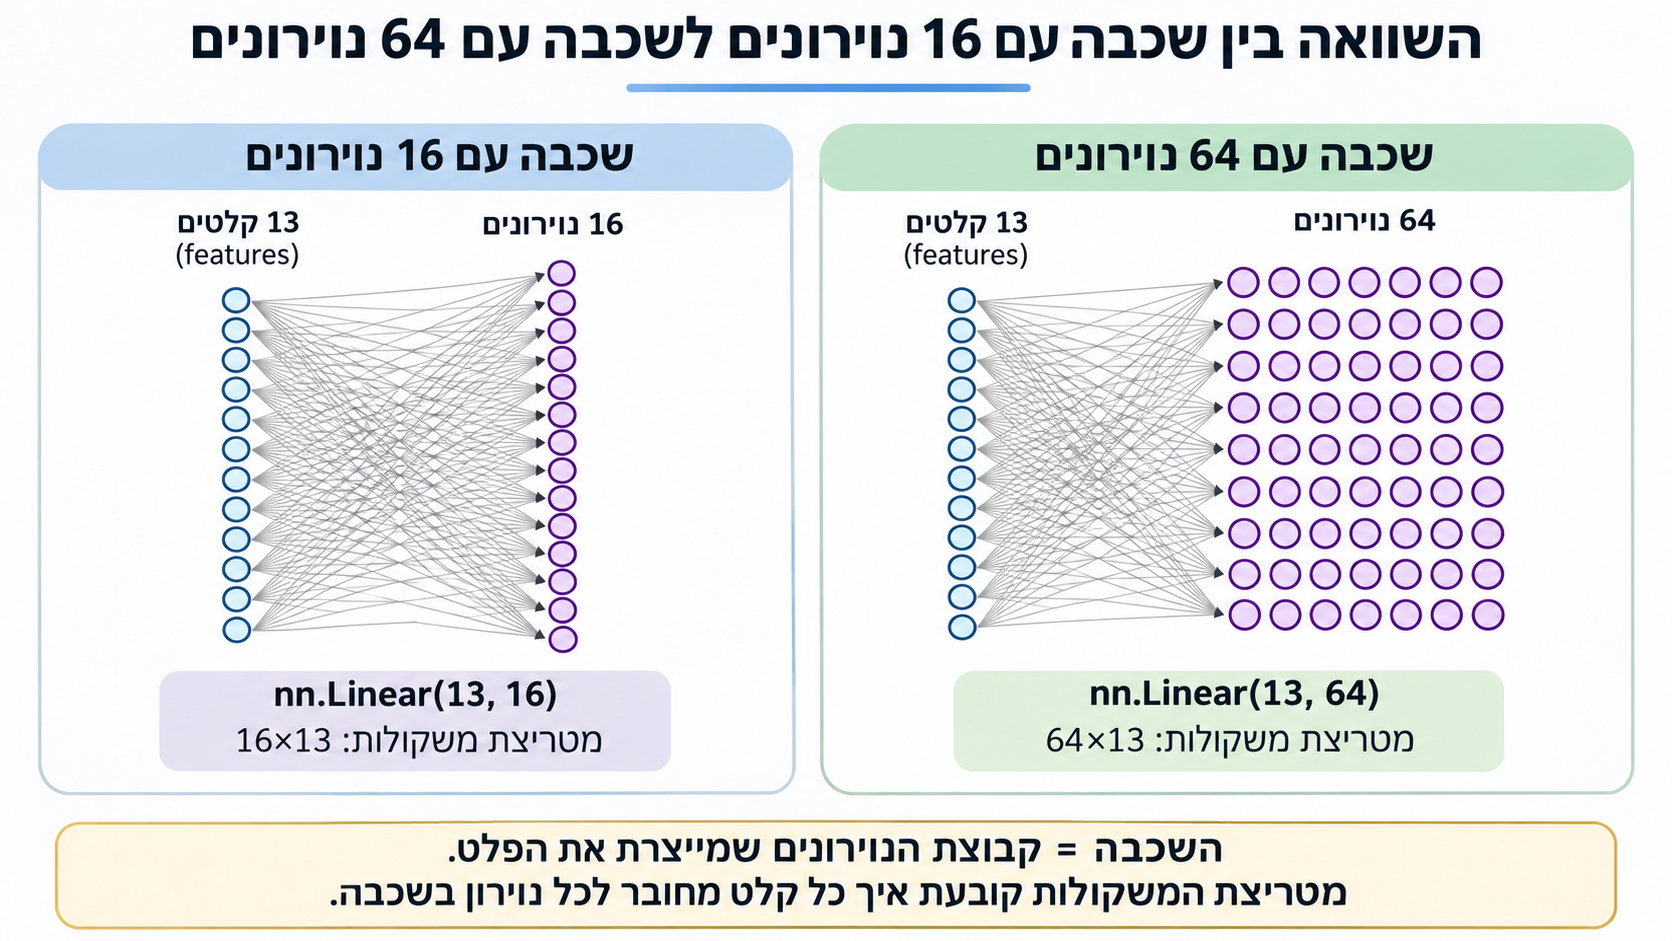 השוואה בין שכבה עם 16 נוירונים לשכבה עם 64 נוירונים
שכבה עם 64 נוירונים
64 נוירונים
13 קלטים
(features)
nn.Linear(13, 64)
מטריצת משקולות: 64×13
שכבה עם 16 נוירונים
16 נוירונים
13 קלטים
(features)
nn.Linear(13, 16)
מטריצת משקולות: 16×13
השכבה = קבוצת הנוירונים שמייצרת את הפלט.
מטריצת המשקולות קובעת איך כל קלט מחובר לכל נוירון בשכבה.